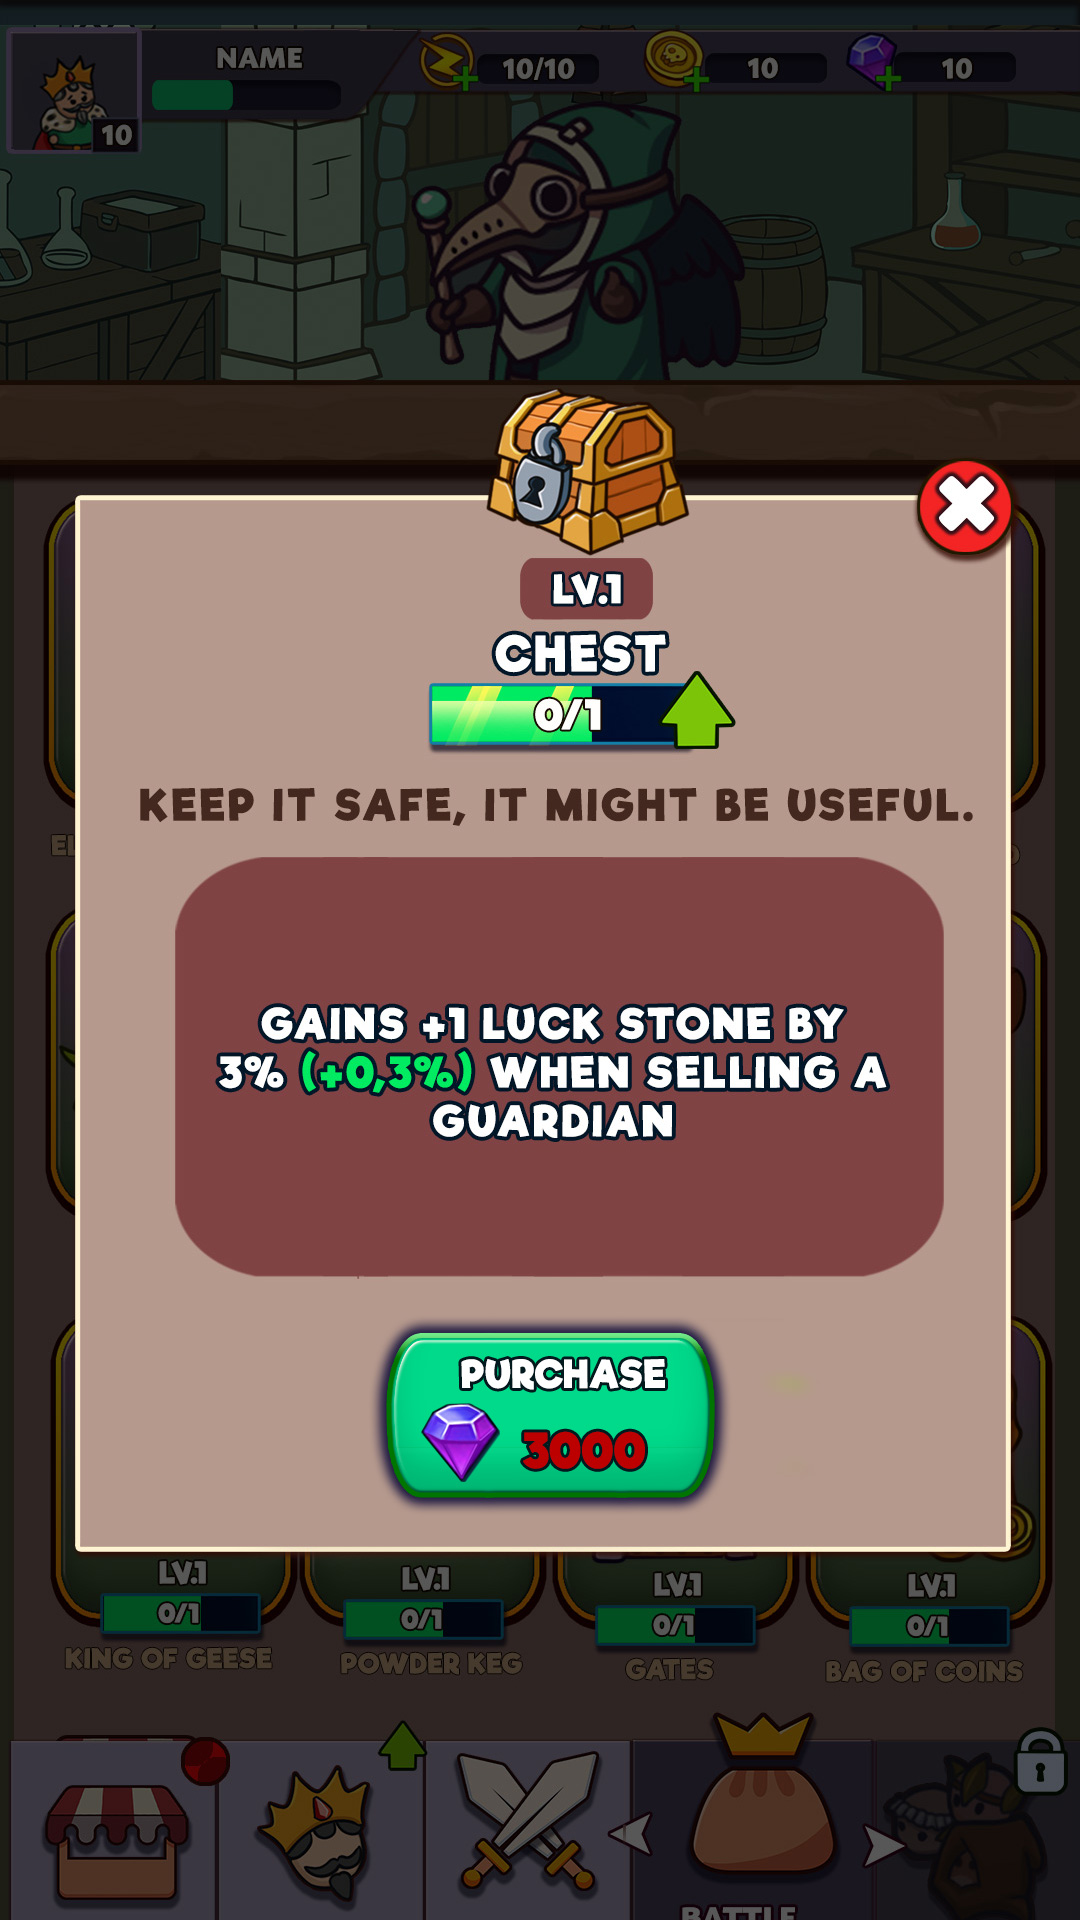 NAME
10/10
10
10
10
LV.1
CHEST
0/1
KEEP IT SAFE, IT MIGHT BE USEFUL.
GAINS +1 LUCK STONE BY
3% (+0,3%) WHEN SELLING A
GUARDIAN
PURCHASE
3000
LV.1
LV.1
LV.1
LV.1
0/1
0/1
0/1
0/1
KING OF GEESE
POWDER KEG
GATES
BAG OF COINS
BATTLE